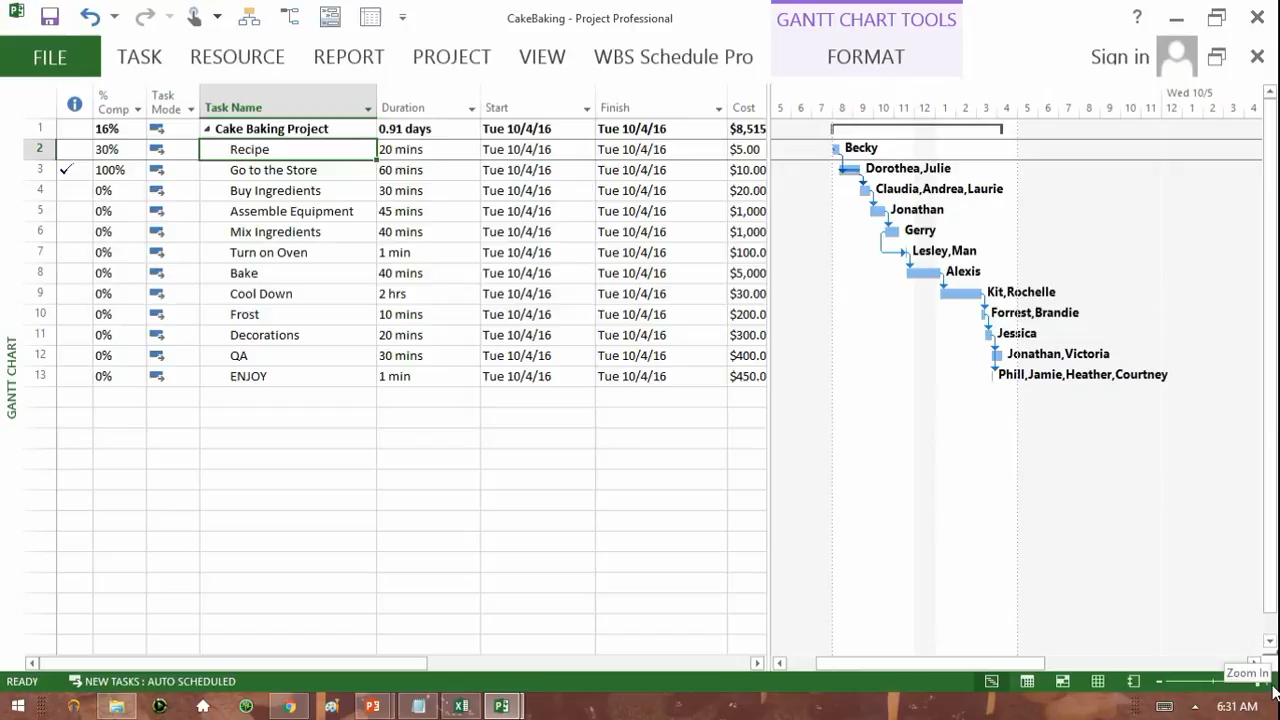 CakeBaking - Project Professional
GANTT CHART TOOLS
?
FILE TASK RESOURCE REPORT PROJECT VIEW WBS Schedule Pro FORMAT Sign in
Wed 10/5
% Comp Task Mode Task Name Duration Start Finish Cost
5 6 7 8 9 10 11 12 1 2 3 4 5 6 7 8 9 10 11 12 1 2 3 4
1 16% Cake Baking Project 0.91 days Tue 10/4/16 Tue 10/4/16 $8,515
2 30% Recipe 20 mins Tue 10/4/16 Tue 10/4/16 $5.00 Becky
3 100% Go to the Store 60 mins Tue 10/4/16 Tue 10/4/16 $10.00 Dorothea,Julie
4 0% Buy Ingredients 30 mins Tue 10/4/16 Tue 10/4/16 $20.00 Claudia,Andrea,Laurie
5 0% Assemble Equipment 45 mins Tue 10/4/16 Tue 10/4/16 $1,000 Jonathan
6 0% Mix Ingredients 40 mins Tue 10/4/16 Tue 10/4/16 $1,000 Gerry
7 0% Turn on Oven 1 min Tue 10/4/16 Tue 10/4/16 $100.0 Lesley,Man
8 0% Bake 40 mins Tue 10/4/16 Tue 10/4/16 $5,000 Alexis
9 0% Cool Down 2 hrs Tue 10/4/16 Tue 10/4/16 $30.00 Kit,Rochelle
10 0% Frost 10 mins Tue 10/4/16 Tue 10/4/16 $200.0 Forrest,Brandie
11 0% Decorations 20 mins Tue 10/4/16 Tue 10/4/16 $300.0 Jessica
12 0% QA 30 mins Tue 10/4/16 Tue 10/4/16 $400.0 Jonathan,Victoria
13 0% ENJOY 1 min Tue 10/4/16 Tue 10/4/16 $450.0 Phill,Jamie,Heather,Courtney
GANTT CHART
Zoom In
READY NEW TASKS : AUTO SCHEDULED
6:31 AM